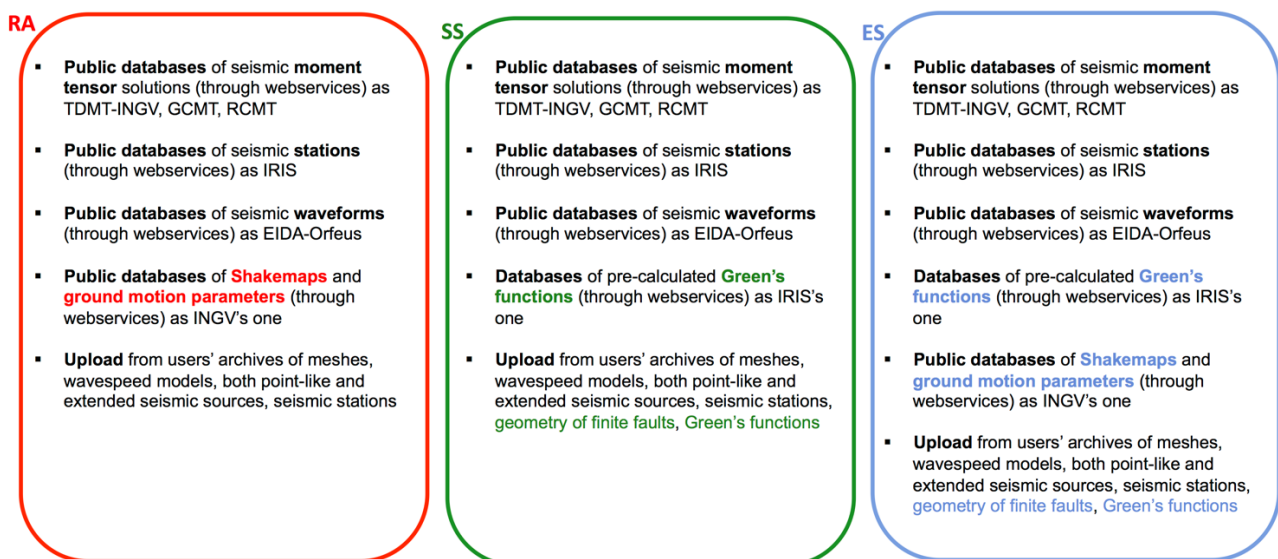 RA
▪ Public databases of seismic moment
tensor solutions (through webservices) as
TDMT-INGV, GCMT, RCMT
▪ Public databases of seismic stations
(through webservices) as IRIS
▪ Public databases of seismic waveforms
(through webservices) as EIDA-Orfeus
▪ Public databases of Shakemaps and
ground motion parameters (through
webservices) as INGV's one
▪ Upload from users' archives of meshes,
wavespeed models, both point-like and
extended seismic sources, seismic stations
SS
▪ Public databases of seismic moment
tensor solutions (through webservices) as
TDMT-INGV, GCMT, RCMT
▪ Public databases of seismic stations
(through webservices) as IRIS
▪ Public databases of seismic waveforms
(through webservices) as EIDA-Orfeus
▪ Databases of pre-calculated Green's
functions (through webservices) as IRIS's
one
▪ Upload from users' archives of meshes,
wavespeed models, both point-like and
extended seismic sources, seismic stations,
geometry of finite faults, Green's functions
ES
▪ Public databases of seismic moment
tensor solutions (through webservices) as
TDMT-INGV, GCMT, RCMT
▪ Public databases of seismic stations
(through webservices) as IRIS
▪ Public databases of seismic waveforms
(through webservices) as EIDA-Orfeus
▪ Databases of pre-calculated Green's
functions (through webservices) as IRIS's
one
▪ Public databases of Shakemaps and
ground motion parameters (through
webservices) as INGV's one
▪ Upload from users' archives of meshes,
wavespeed models, both point-like and
extended seismic sources, seismic stations,
geometry of finite faults, Green's functions